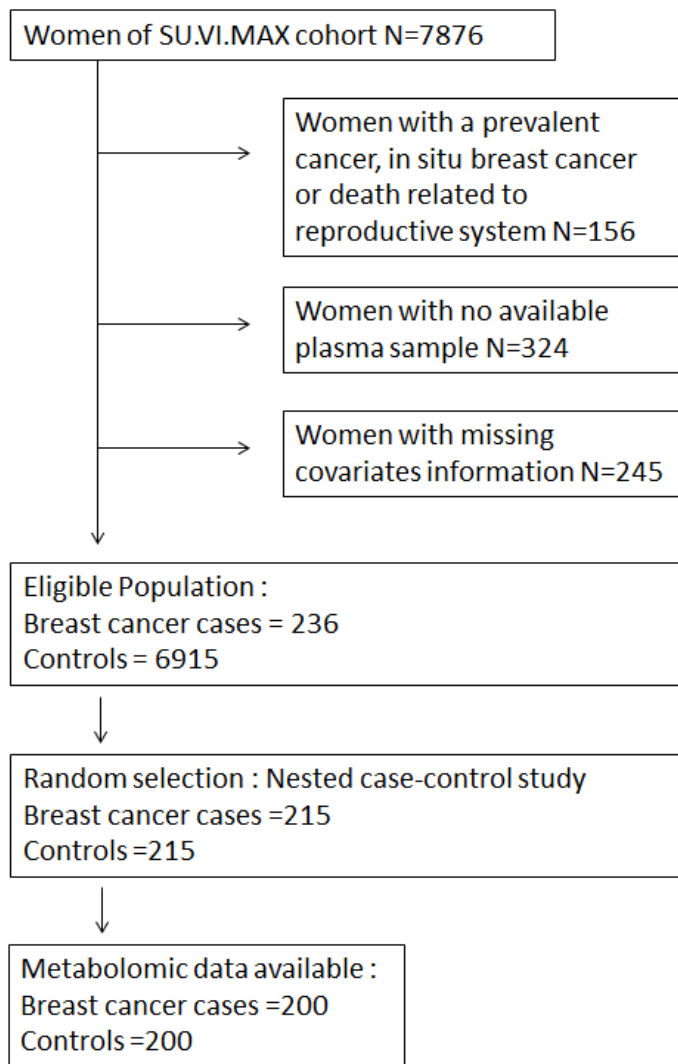 Women of SU.VI.MAX cohort N=7876
Women with a prevalent
cancer, in situ breast cancer
or death related to
reproductive system N=156
Women with no available
plasma sample N=324
Women with missing
covariates information N=245
Eligible Population :
Breast cancer cases = 236
Controls = 6915
Random selection : Nested case-control study
Breast cancer cases =215
Controls =215
Metabolomic data available :
Breast cancer cases =200
Controls =200